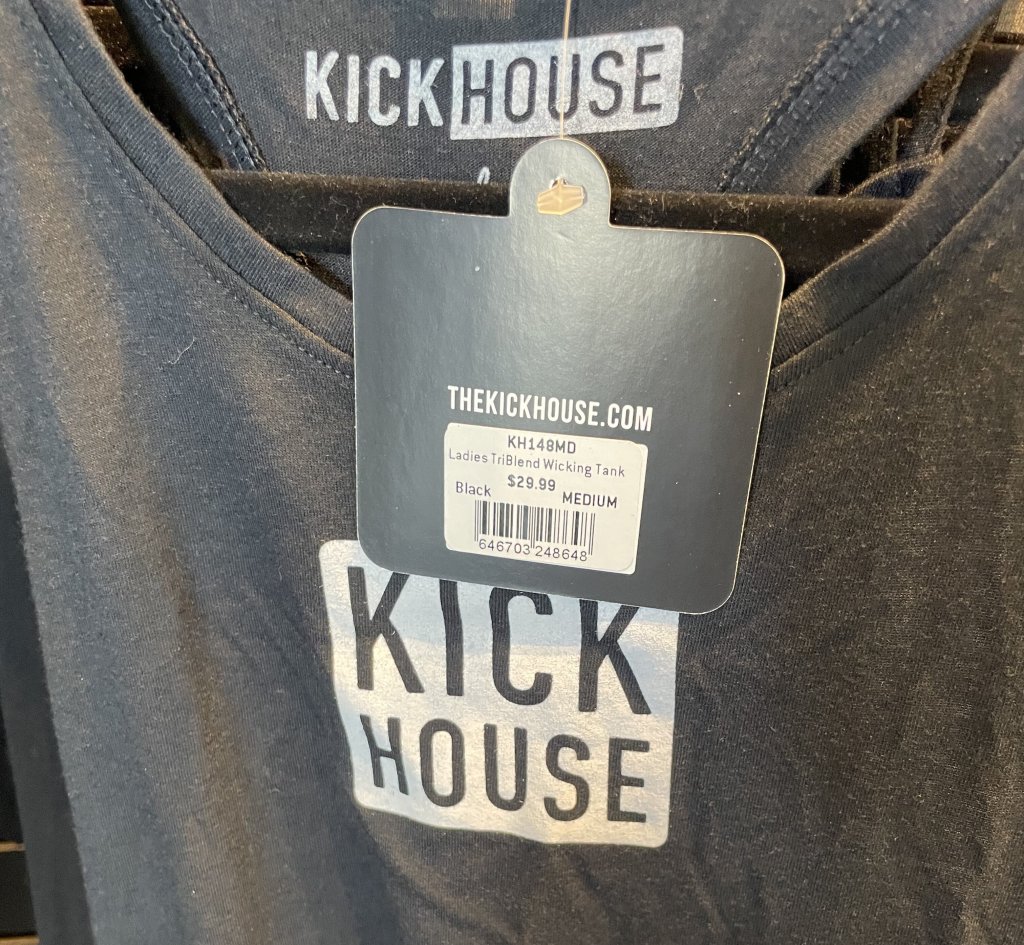 KICKHOUSE
THEKICKHOUSE.COM
KH148MD
Ladies TriBlend Wicking Tank
$29.99
Black MEDIUM
646703 248648
KICK
HOUSE